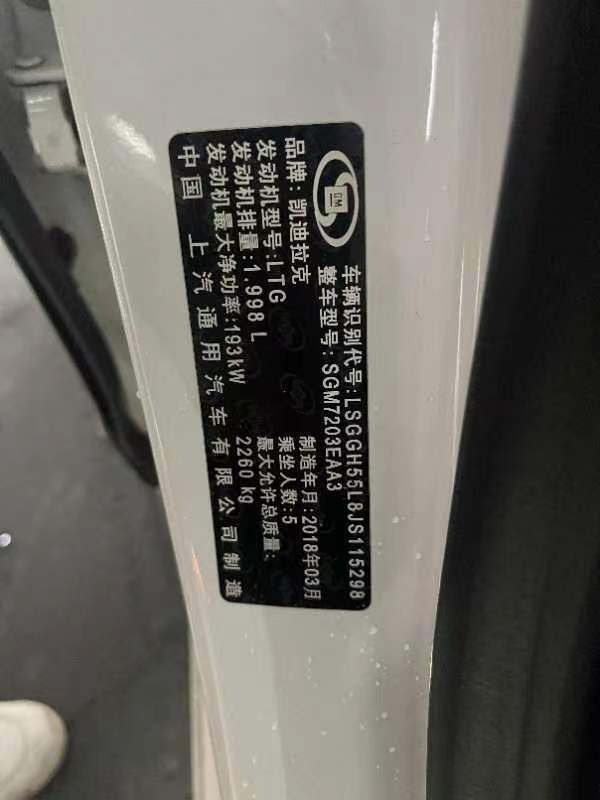 GM
车辆识别代号:LSGGH55L8JS115298
整车型号:SGM7203EAA3
品牌:凯迪拉克
制造年月:2018年03月
发动机型号:LTG
乘坐人数:5
发动机排量:1.998 L
最大允许总质量:
发动机最大净功率:193kW
2260 kg
中国 上汽通用汽车有限公司制造